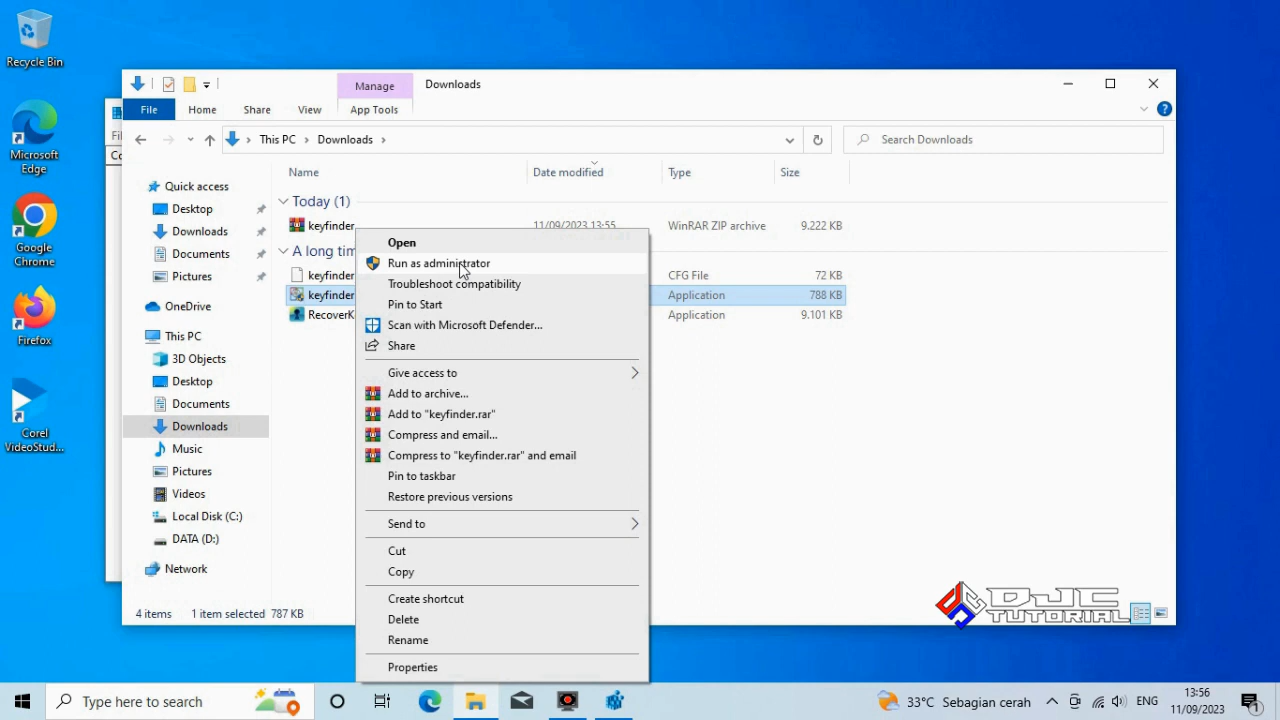 Recycle Bin
Microsoft
Edge
Google
Chrome
Firefox
Corel
VideoStud...
Manage
Downloads
File
Home
Share
View
App Tools
This PC
Downloads
Search Downloads
Name
Date modified
Type
Size
Quick access
Desktop
Downloads
Documents
Pictures
OneDrive
This PC
3D Objects
Desktop
Documents
Downloads
Music
Pictures
Videos
Local Disk (C:)
DATA (D:)
Network
Today (1)
keyfinder 11/09/2023 13:55 WinRAR ZIP archive 9.222 KB
A long tim
keyfinder CFG File 72 KB
keyfinder Application 788 KB
RecoverK Application 9.101 KB
Open
Run as administrator
Troubleshoot compatibility
Pin to Start
Scan with Microsoft Defender...
Share
Give access to
Add to archive...
Add to "keyfinder.rar"
Compress and email...
Compress to "keyfinder.rar" and email
Pin to taskbar
Restore previous versions
Send to
Cut
Copy
Create shortcut
Delete
Rename
Properties
4 items 1 item selected 787 KB
DJC
TUTORIAL
Type here to search
33°C Sebagian cerah
ENG
13:56
11/09/2023
1